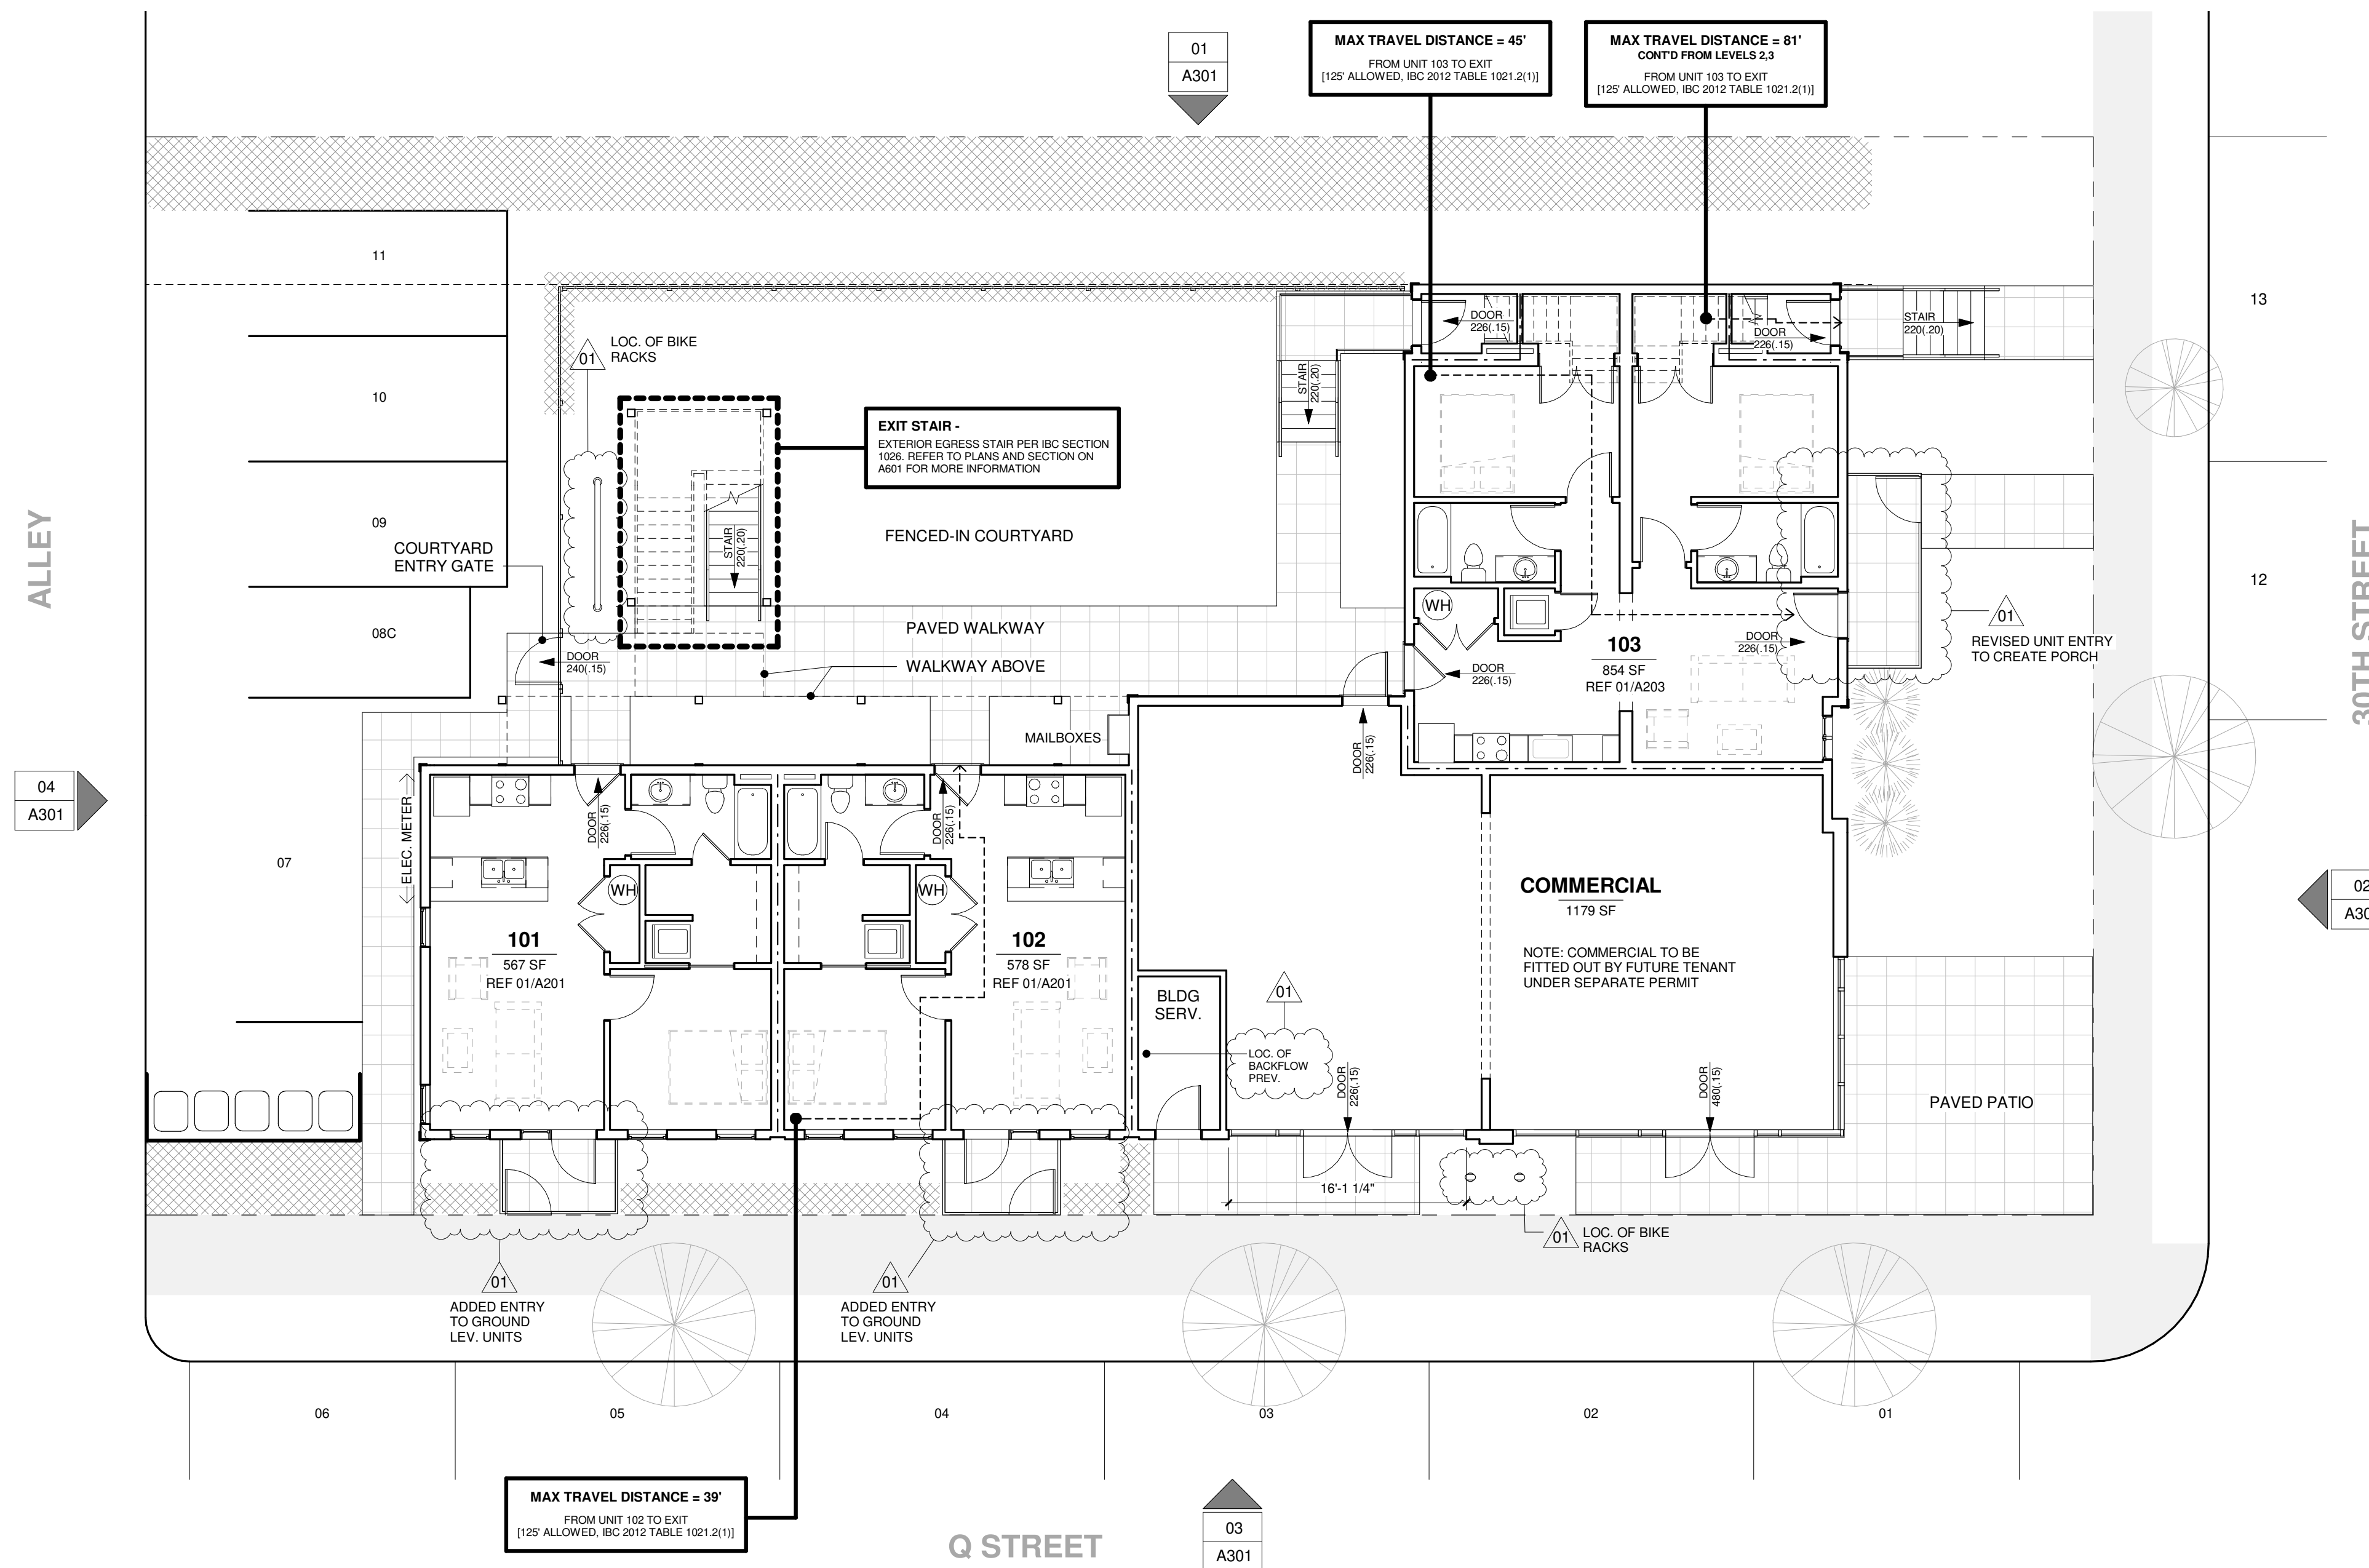 01
A301
MAX TRAVEL DISTANCE = 45'
FROM UNIT 103 TO EXIT
[125' ALLOWED, IBC 2012 TABLE 1021.2(1)]
MAX TRAVEL DISTANCE = 81'
CONT'D FROM LEVELS 2,3
FROM UNIT 103 TO EXIT
[125' ALLOWED, IBC 2012 TABLE 1021.2(1)]
11
10
09
08C
07
13
12
ALLEY
30TH STREET
01
LOC. OF BIKE
RACKS
EXIT STAIR -
EXTERIOR EGRESS STAIR PER IBC SECTION
1026. REFER TO PLANS AND SECTION ON
A601 FOR MORE INFORMATION
STAIR
220(.20)
STAIR
220(.20)
STAIR
220(.20)
DOOR
226(.15)
DOOR
226(.15)
COURTYARD
ENTRY GATE
FENCED-IN COURTYARD
PAVED WALKWAY
WALKWAY ABOVE
DOOR
240(.15)
MAILBOXES
WH
103
854 SF
REF 01/A203
DOOR
226(.15)
DOOR
226(.15)
01
REVISED UNIT ENTRY
TO CREATE PORCH
04
A301
ELEC. METER
DOOR
226(.15)
DOOR
226(.15)
DOOR
226(.15)
WH
WH
101
567 SF
REF 01/A201
102
578 SF
REF 01/A201
COMMERCIAL
1179 SF
NOTE: COMMERCIAL TO BE
FITTED OUT BY FUTURE TENANT
UNDER SEPARATE PERMIT
BLDG
SERV.
01
LOC. OF
BACKFLOW
PREV.
DOOR
226(.15)
DOOR
480(.15)
PAVED PATIO
16'-1 1/4"
01
LOC. OF BIKE
RACKS
01
ADDED ENTRY
TO GROUND
LEV. UNITS
01
ADDED ENTRY
TO GROUND
LEV. UNITS
06
05
04
03
02
01
MAX TRAVEL DISTANCE = 39'
FROM UNIT 102 TO EXIT
[125' ALLOWED, IBC 2012 TABLE 1021.2(1)]
Q STREET
03
A301